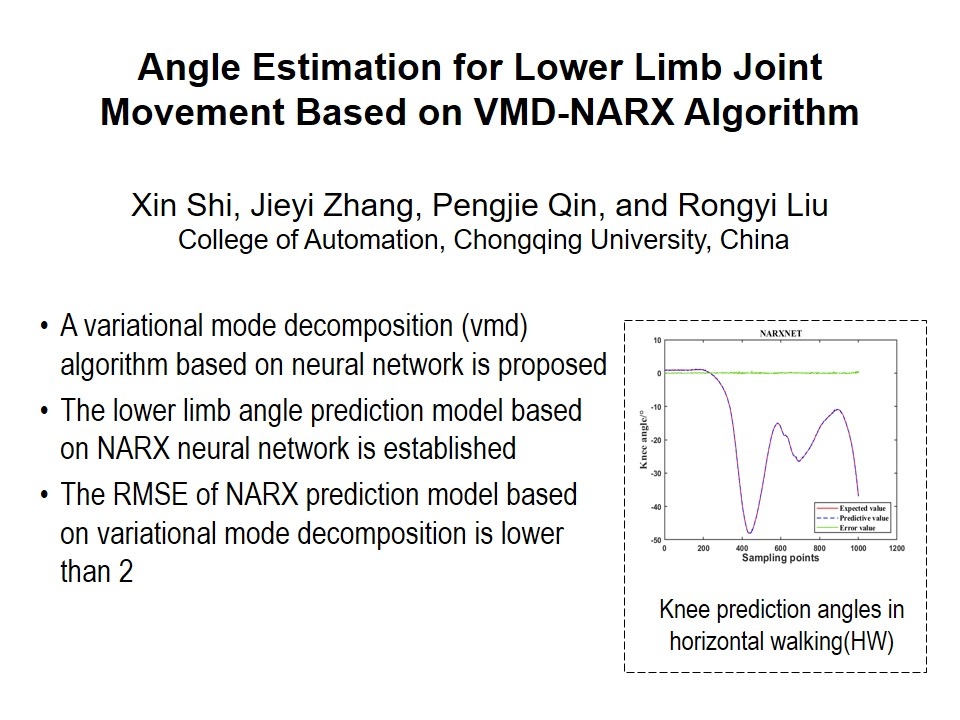 Angle Estimation for Lower Limb Joint
Movement Based on VMD-NARX Algorithm
Xin Shi, Jieyi Zhang, Pengjie Qin, and Rongyi Liu
College of Automation, Chongqing University, China
• A variational mode decomposition (vmd)
algorithm based on neural network is proposed
• The lower limb angle prediction model based
on NARX neural network is established
• The RMSE of NARX prediction model based
on variational mode decomposition is lower
than 2
NARXNET
10
0
-10
-20
-30
-40
-50
Knee angle/°
Expected value
Predictive value
Error value
0 200 400 600 800 1000 1200
Sampling points
Knee prediction angles in
horizontal walking(HW)